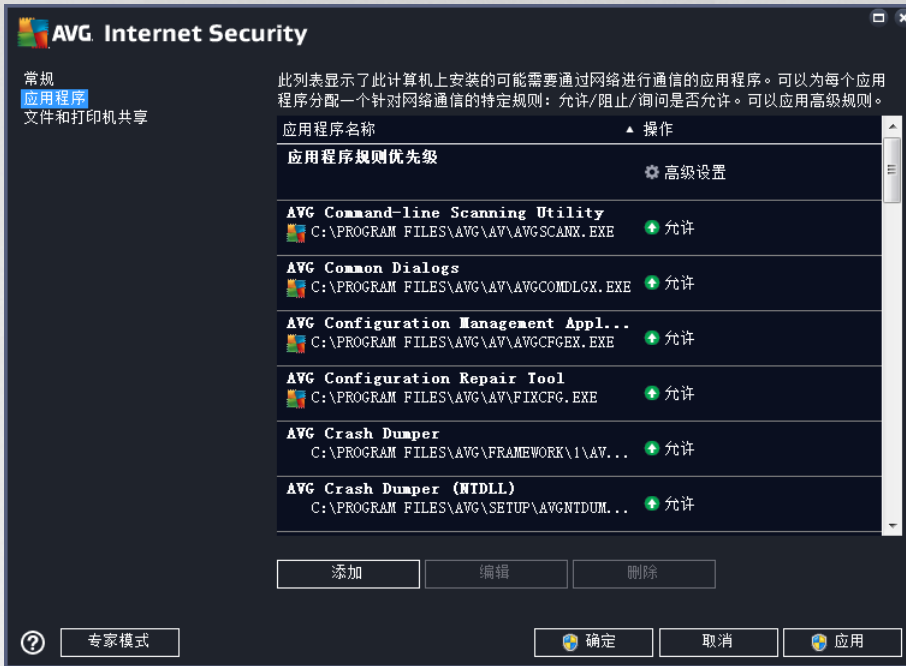 AVG Internet Security
常规
应用程序
文件和打印机共享
此列表显示了此计算机上安装的可能需要通过网络进行通信的应用程序。可以为每个应用
程序分配一个针对网络通信的特定规则：允许/阻止/询问是否允许。可以应用高级规则。
应用程序名称 ▲ 操作
应用程序规则优先级
高级设置
AVG Command-line Scanning Utility
C:\PROGRAM FILES\AVG\AV\AVGSCANX.EXE 允许
AVG Common Dialogs
C:\PROGRAM FILES\AVG\AV\AVGCOMDLGX.EXE 允许
AVG Configuration Management Appl...
C:\PROGRAM FILES\AVG\AV\AVGCFGEX.EXE 允许
AVG Configuration Repair Tool
C:\PROGRAM FILES\AVG\AV\FIXCFG.EXE 允许
AVG Crash Dumper
C:\PROGRAM FILES\AVG\FRAMEWORK\1\AV... 允许
AVG Crash Dumper (NTDLL)
C:\PROGRAM FILES\AVG\SETUP\AVGNTDUM... 允许
添加 编辑 删除
? 专家模式 确定 取消 应用